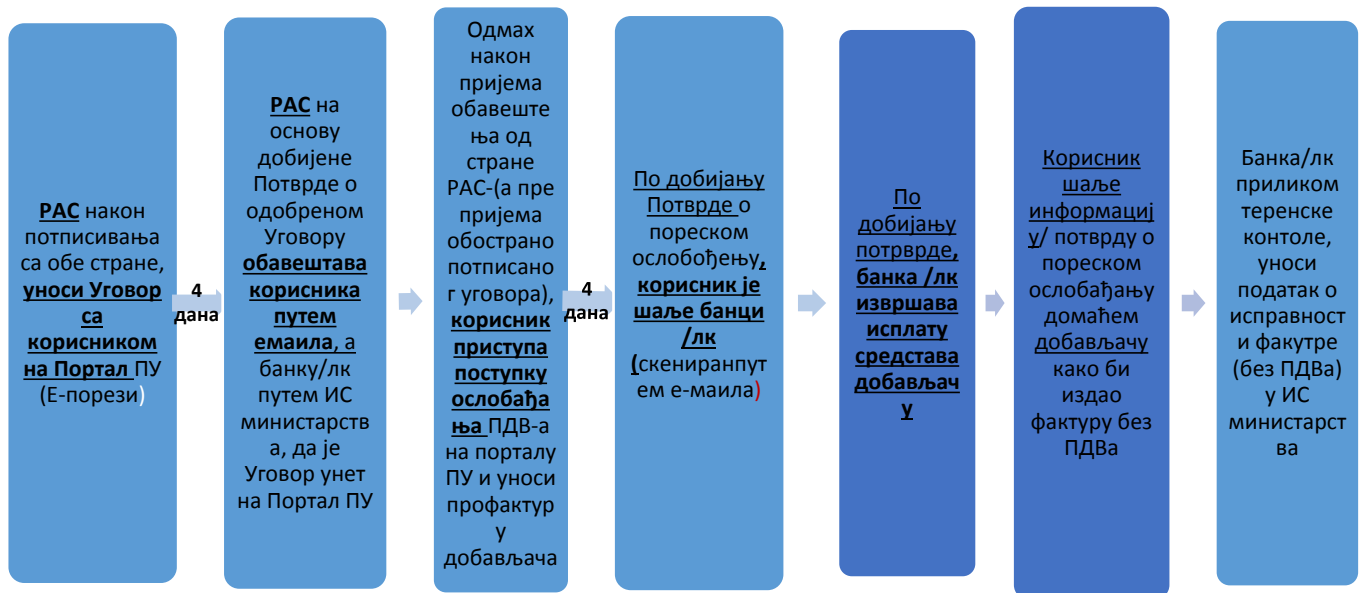 РАС након
потписивања
са обе стране,
уноси Уговор
са
корисником
на Портал ПУ
(Е-порези)
4
дана
РАС на
основу
добијене
Потврде о
одобреном
Уговору
обавештава
корисника
путем
емаила, а
банку/лк
путем ИС
министарств
а, да је
Уговор унет
на Портал ПУ
Одмах
након
пријема
обавеште
ња од
стране
РАС-(а пре
пријема
обострано
потписано
г уговора),
корисник
приступа
поступку
ослобађа
ња ПДВ-а
на порталу
ПУ и уноси
профактур
у
добављача
4
дана
По добијању
Потврде о
пореском
ослобођењу,
корисник је
шаље банци
/лк
(скениранпут
ем е-маила)
По
добијању
потрврде,
банка /лк
извршава
исплату
средстава
добављач
у
Корисник
шаље
информациј
у/ потврду о
пореском
ослобађању
домаћем
добављачу
како би
издао
фактуру без
ПДВа
Банка/лк
приликом
теренске
контоле,
уноси
податак о
исправност
и факутре
(без ПДВа)
у ИС
министарст
ва